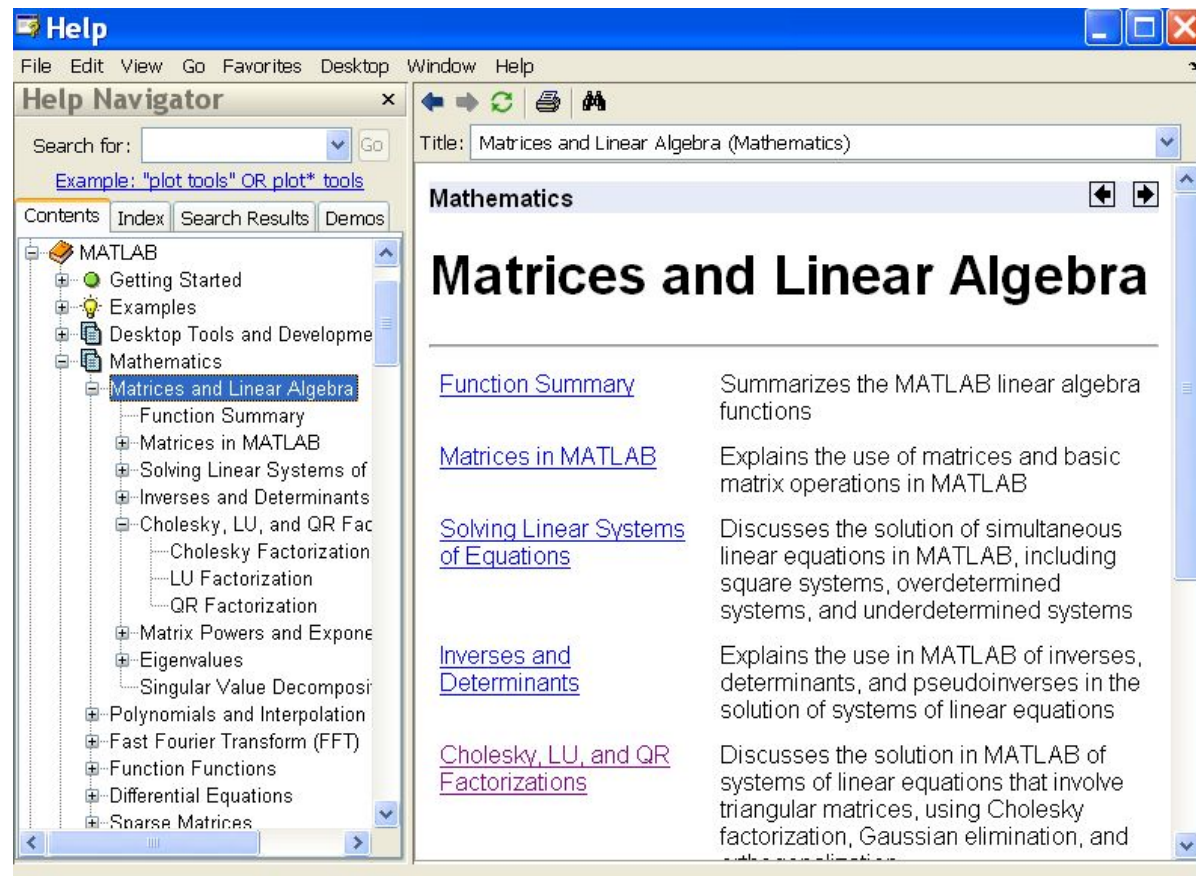 Help
File Edit View Go Favorites Desktop Window Help
Help Navigator
Search for:
Go
Example: "plot tools" OR plot* tools
Contents Index Search Results Demos
MATLAB
Getting Started
Examples
Desktop Tools and Developme
Mathematics
Matrices and Linear Algebra
Function Summary
Matrices in MATLAB
Solving Linear Systems of
Inverses and Determinants
Cholesky, LU, and QR Fac
Cholesky Factorization
LU Factorization
QR Factorization
Matrix Powers and Expone
Eigenvalues
Singular Value Decomposi
Polynomials and Interpolation
Fast Fourier Transform (FFT)
Function Functions
Differential Equations
Sparse Matrices
Title: Matrices and Linear Algebra (Mathematics)
Mathematics
Matrices and Linear Algebra
Function Summary
Summarizes the MATLAB linear algebra
functions
Matrices in MATLAB
Explains the use of matrices and basic
matrix operations in MATLAB
Solving Linear Systems
of Equations
Discusses the solution of simultaneous
linear equations in MATLAB, including
square systems, overdetermined
systems, and underdetermined systems
Inverses and
Determinants
Explains the use in MATLAB of inverses,
determinants, and pseudoinverses in the
solution of systems of linear equations
Cholesky, LU, and QR
Factorizations
Discusses the solution in MATLAB of
systems of linear equations that involve
triangular matrices, using Cholesky
factorization, Gaussian elimination, and